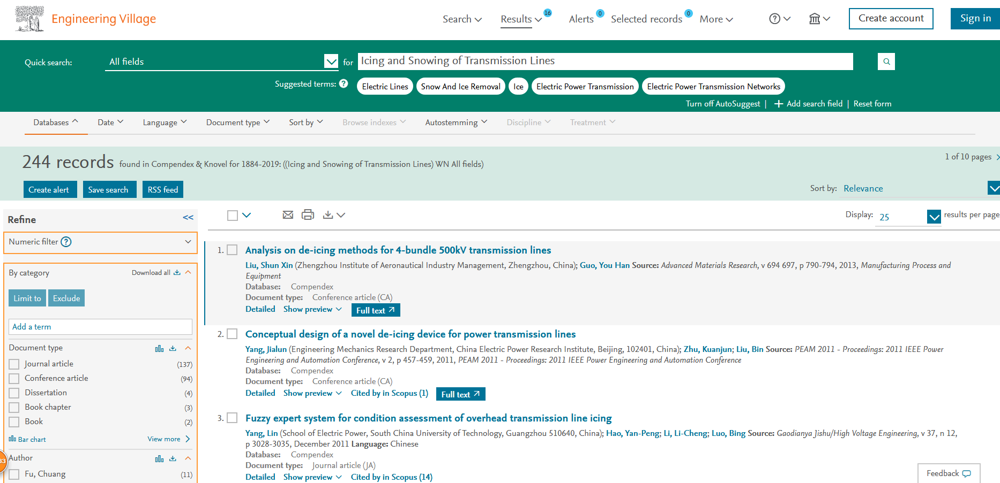 Engineering Village
Search
Results
16
Alerts
0
Selected records
0
More
Create account
Sign in
Quick search:
All fields
for
Icing and Snowing of Transmission Lines
Suggested terms:
Electric Lines
Snow And Ice Removal
Ice
Electric Power Transmission
Electric Power Transmission Networks
Turn off AutoSuggest | + Add search field | Reset form
Databases
Date
Language
Document type
Sort by
Browse indexes
Autostemming
Discipline
Treatment
244 records found in Compendex & Knovel for 1884-2019: ((Icing and Snowing of Transmission Lines) WN All fields)
1 of 10 pages
Create alert
Save search
RSS feed
Sort by: Relevance
Refine
<<
Display: 25 results per page
Numeric filter ?
By category
Download all
Limit to
Exclude
Add a term
Document type
Journal article (137)
Conference article (94)
Dissertation (4)
Book chapter (3)
Book (2)
Bar chart
View more
Author
Fu, Chuang (11)
33
1. Analysis on de-icing methods for 4-bundle 500kV transmission lines
Liu, Shun Xin (Zhengzhou Institute of Aeronautical Industry Management, Zhengzhou, China); Guo, You Han Source: Advanced Materials Research, v 694 697, p 790-794, 2013, Manufacturing Process and
Equipment
Database: Compendex
Document type: Conference article (CA)
Detailed Show preview Full text
2. Conceptual design of a novel de-icing device for power transmission lines
Yang, Jialun (Engineering Mechanics Research Department, China Electric Power Research Institute, Beijing, 102401, China); Zhu, Kuanjun; Liu, Bin Source: PEAM 2011 - Proceedings: 2011 IEEE Power
Engineering and Automation Conference, v 2, p 457-459, 2011, PEAM 2011 - Proceedings: 2011 IEEE Power Engineering and Automation Conference
Database: Compendex
Document type: Conference article (CA)
Detailed Show preview Cited by in Scopus (1) Full text
3. Fuzzy expert system for condition assessment of overhead transmission line icing
Yang, Lin (School of Electric Power, South China University of Technology, Guangzhou 510640, China); Hao, Yan-Peng; Li, Li-Cheng; Luo, Bing Source: Gaodianya Jishu/High Voltage Engineering, v 37, n 12,
p 3028-3035, December 2011 Language: Chinese
Database: Compendex
Document type: Journal article (JA)
Detailed Show preview Cited by in Scopus (14)
Feedback